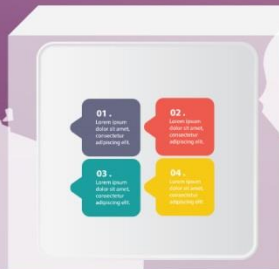 01 .
Lorem ipsum
dolor sit amet,
consectetur
adipiscing elit.
02 .
Lorem ipsum
dolor sit amet,
consectetur
adipiscing elit.
03 .
Lorem ipsum
dolor sit amet,
consectetur
adipiscing elit.
04 .
Lorem ipsum
dolor sit amet,
consectetur
adipiscing elit.